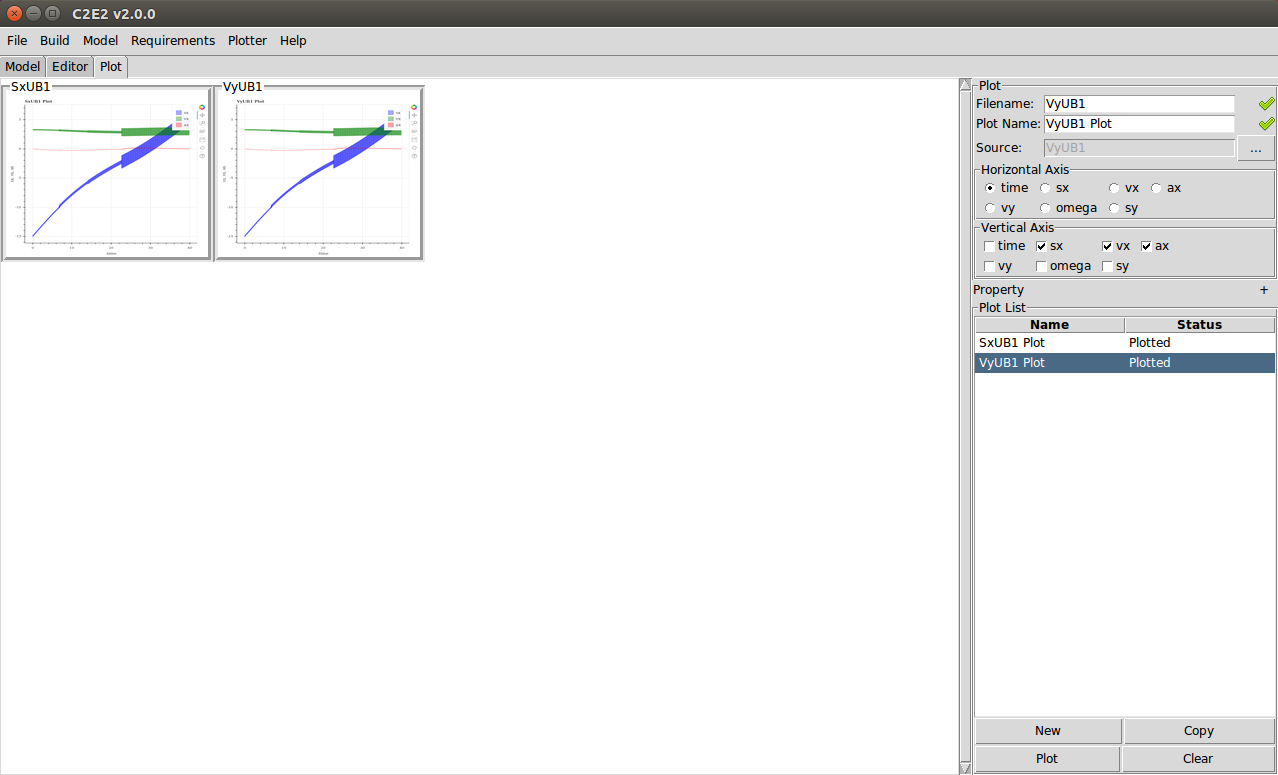 C2E2 v2.0.0
File Build Model Requirements Plotter Help
Model Editor Plot
SxUB1 VyUB1
SxUB1 Plot
VyUB1 Plot
Plot
Filename: VyUB1
Plot Name: VyUB1 Plot
Source: VyUB1 ...
Horizontal Axis
time sx vx ax
vy omega sy
Vertical Axis
time sx vx ax
vy omega sy
Property +
Plot List
Name Status
SxUB1 Plot Plotted
VyUB1 Plot Plotted
New Copy
Plot Clear